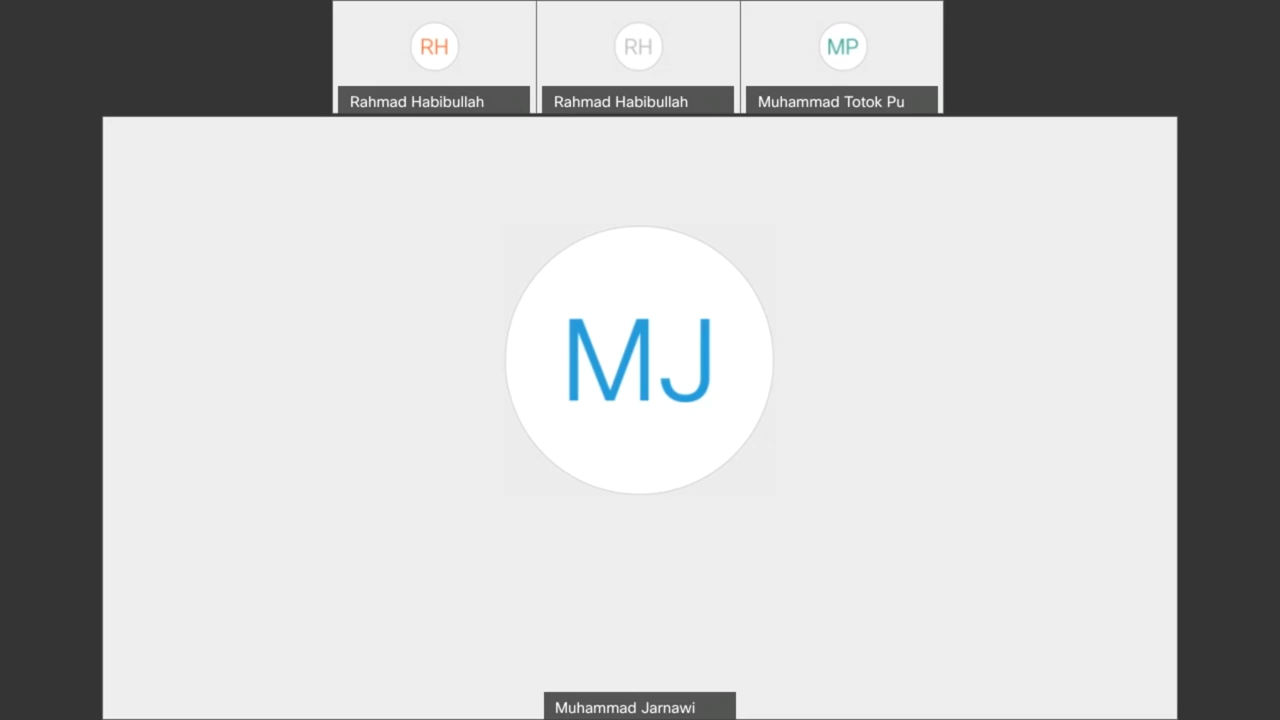 RH
RH
MP
Rahmad Habibullah
Rahmad Habibullah
Muhammad Totok Pu
MJ
Muhammad Jarnawi